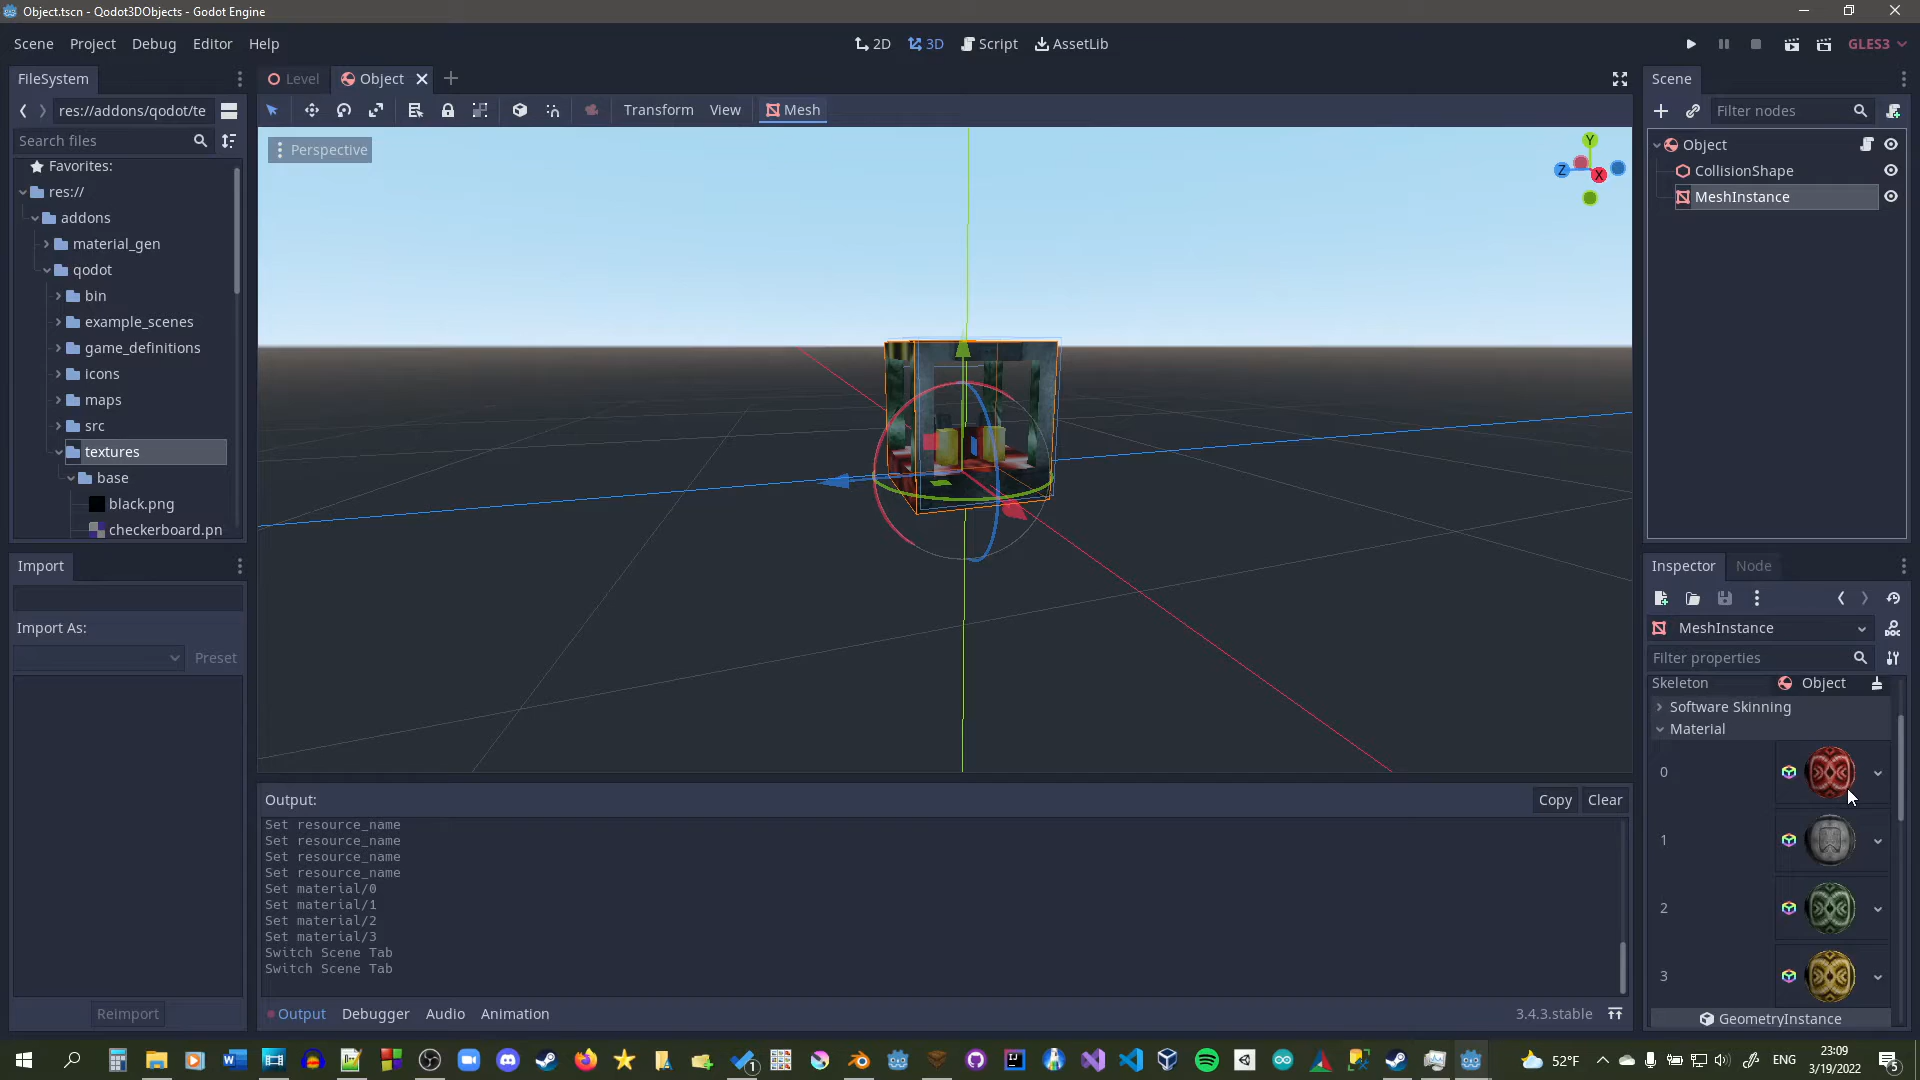 Object.tscn - Qodot3DObjects - Godot Engine
Scene Project Debug Editor Help
2D 3D Script AssetLib
GLES3
FileSystem
Level Object
Scene
res://addons/qodot/te
Transform View Mesh
Filter nodes
Search files
Perspective
Y
Z
X
Favorites:
res://
addons
material_gen
qodot
bin
example_scenes
game_definitions
icons
maps
src
textures
base
black.png
checkerboard.pn
Object
CollisionShape
MeshInstance
Import
Import As:
Preset
Reimport
Inspector Node
MeshInstance
DOC
Filter properties
Skeleton Object
Software Skinning
Material
0
1
2
3
GeometryInstance
Output:
Copy Clear
Set resource_name
Set resource_name
Set resource_name
Set resource_name
Set material/0
Set material/1
Set material/2
Set material/3
Switch Scene Tab
Switch Scene Tab
Output Debugger Audio Animation
3.4.3.stable
52°F
ENG
23:09
3/19/2022
5
1